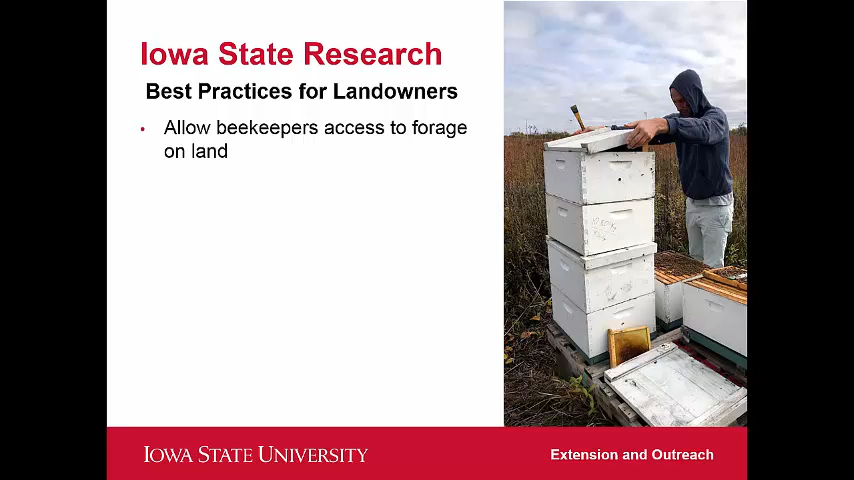 Iowa State Research
Best Practices for Landowners
• Allow beekeepers access to forage
on land
IOWA STATE UNIVERSITY
Extension and Outreach